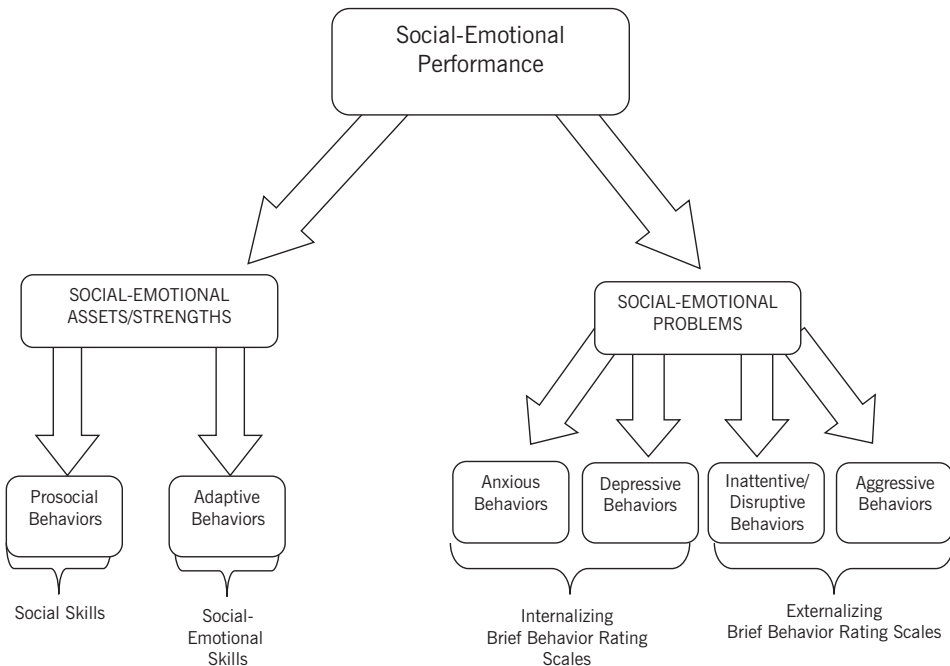 Social-Emotional
Performance
SOCIAL-EMOTIONAL
ASSETS/STRENGTHS
SOCIAL-EMOTIONAL
PROBLEMS
Prosocial
Behaviors
Adaptive
Behaviors
Anxious
Behaviors
Depressive
Behaviors
Inattentive/
Disruptive
Behaviors
Aggressive
Behaviors
Social Skills
Social-
Emotional
Skills
Internalizing
Brief Behavior Rating
Scales
Externalizing
Brief Behavior Rating Scales